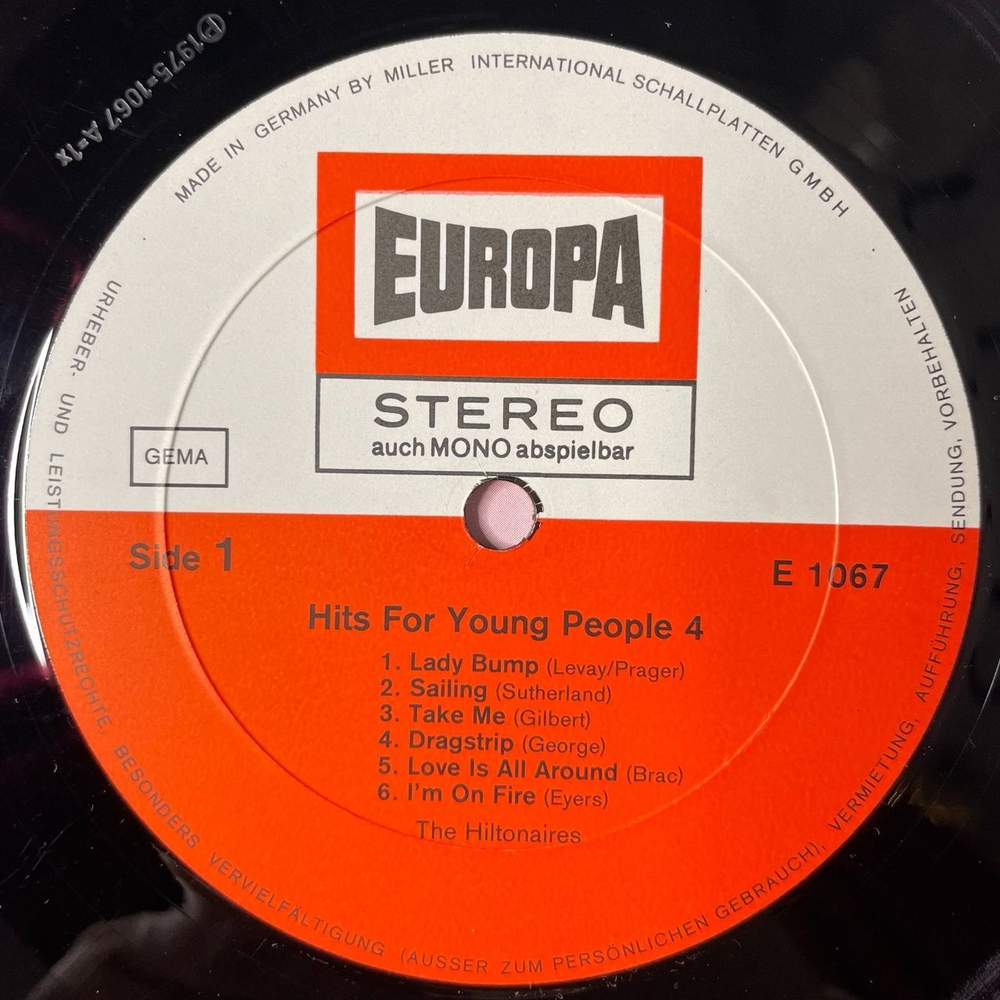 ℗1975=1067 A=1x
MADE IN GERMANY BY MILLER INTERNATIONAL SCHALLPLATTEN GMBH
EUROPA
STEREO
auch MONO abspielbar
GEMA
Side 1
E 1067
Hits For Young People 4
1. Lady Bump (Levay/Prager)
2. Sailing (Sutherland)
3. Take Me (Gilbert)
4. Dragstrip (George)
5. Love Is All Around (Brac)
6. I'm On Fire (Eyers)
The Hiltonaires
URHEBER- UND LEISTUNGSSCHUTZRECHTE, BESONDERS VERVIELFÄLTIGUNG (AUSSER ZUM PERSÖNLICHEN GEBRAUCH), VERMIETUNG, AUFFÜHRUNG, SENDUNG, VORBEHALTEN